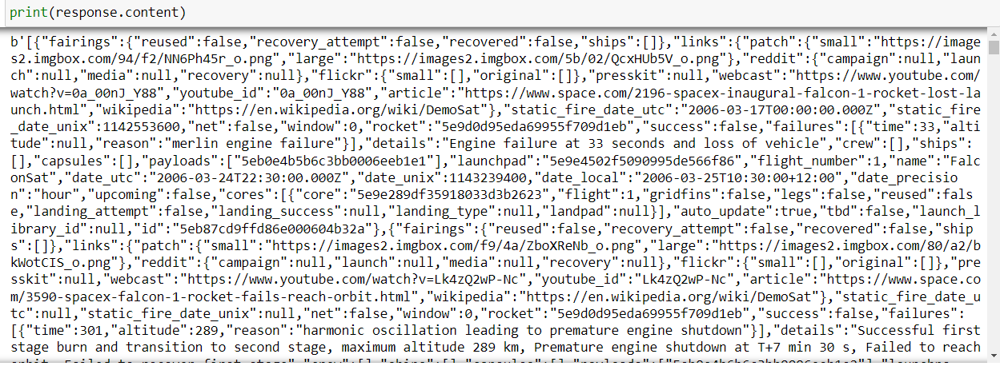 print(response.content)
b'[{"fairings":{"reused":false,"recovery_attempt":false,"recovered":false,"ships":[]},"links":{"patch":{"small":"https://image
s2.imgbox.com/94/f2/NN6Ph45r_o.png","large":"https://images2.imgbox.com/5b/02/QcxHUb5V_o.png"},"reddit":{"campaign":null,"laun
ch":null,"media":null,"recovery":null},"flickr":{"small":[],"original":[]},"presskit":null,"webcast":"https://www.youtube.com/
watch?v=0a_00nJ_Y88","youtube_id":"0a_00nJ_Y88","article":"https://www.space.com/2196-spacex-inaugural-falcon-1-rocket-lost-la
unch.html","wikipedia":"https://en.wikipedia.org/wiki/DemoSat"},"static_fire_date_utc":"2006-03-17T00:00:00.000Z","static_fire
_date_unix":1142553600,"net":false,"window":0,"rocket":"5e9d0d95eda69955f709d1eb","success":false,"failures":[{"time":33,"alti
tude":null,"reason":"merlin engine failure"}],"details":"Engine failure at 33 seconds and loss of vehicle","crew":[],"ships":
[],"capsules":[],"payloads":["5eb0e4b5b6c3bb0006eeb1e1"],"launchpad":"5e9e4502f5090995de566f86","flight_number":1,"name":"Falc
onSat","date_utc":"2006-03-24T22:30:00.000Z","date_unix":1143239400,"date_local":"2006-03-25T10:30:00+12:00","date_precisio
n":"hour","upcoming":false,"cores":[{"core":"5e9e289df35918033d3b2623","flight":1,"gridfins":false,"legs":false,"reused":fals
e,"landing_attempt":false,"landing_success":null,"landing_type":null,"landpad":null}],"auto_update":true,"tbd":false,"launch_l
ibrary_id":null,"id":"5eb87cd9ffd86e000604b32a"},{"fairings":{"reused":false,"recovery_attempt":false,"recovered":false,"ship
s":[]},"links":{"patch":{"small":"https://images2.imgbox.com/f9/4a/ZboXReNb_o.png","large":"https://images2.imgbox.com/80/a2/b
kWotCIS_o.png"},"reddit":{"campaign":null,"launch":null,"media":null,"recovery":null},"flickr":{"small":[],"original":[]},"pre
sskit":null,"webcast":"https://www.youtube.com/watch?v=Lk4zQ2wP-Nc","youtube_id":"Lk4zQ2wP-Nc","article":"https://www.space.co
m/3590-spacex-falcon-1-rocket-fails-reach-orbit.html","wikipedia":"https://en.wikipedia.org/wiki/DemoSat"},"static_fire_date_u
tc":null,"static_fire_date_unix":null,"net":false,"window":0,"rocket":"5e9d0d95eda69955f709d1eb","success":false,"failures":
[{"time":301,"altitude":289,"reason":"harmonic oscillation leading to premature engine shutdown"}],"details":"Successful first
stage burn and transition to second stage, maximum altitude 289 km, Premature engine shutdown at T+7 min 30 s, Failed to reach